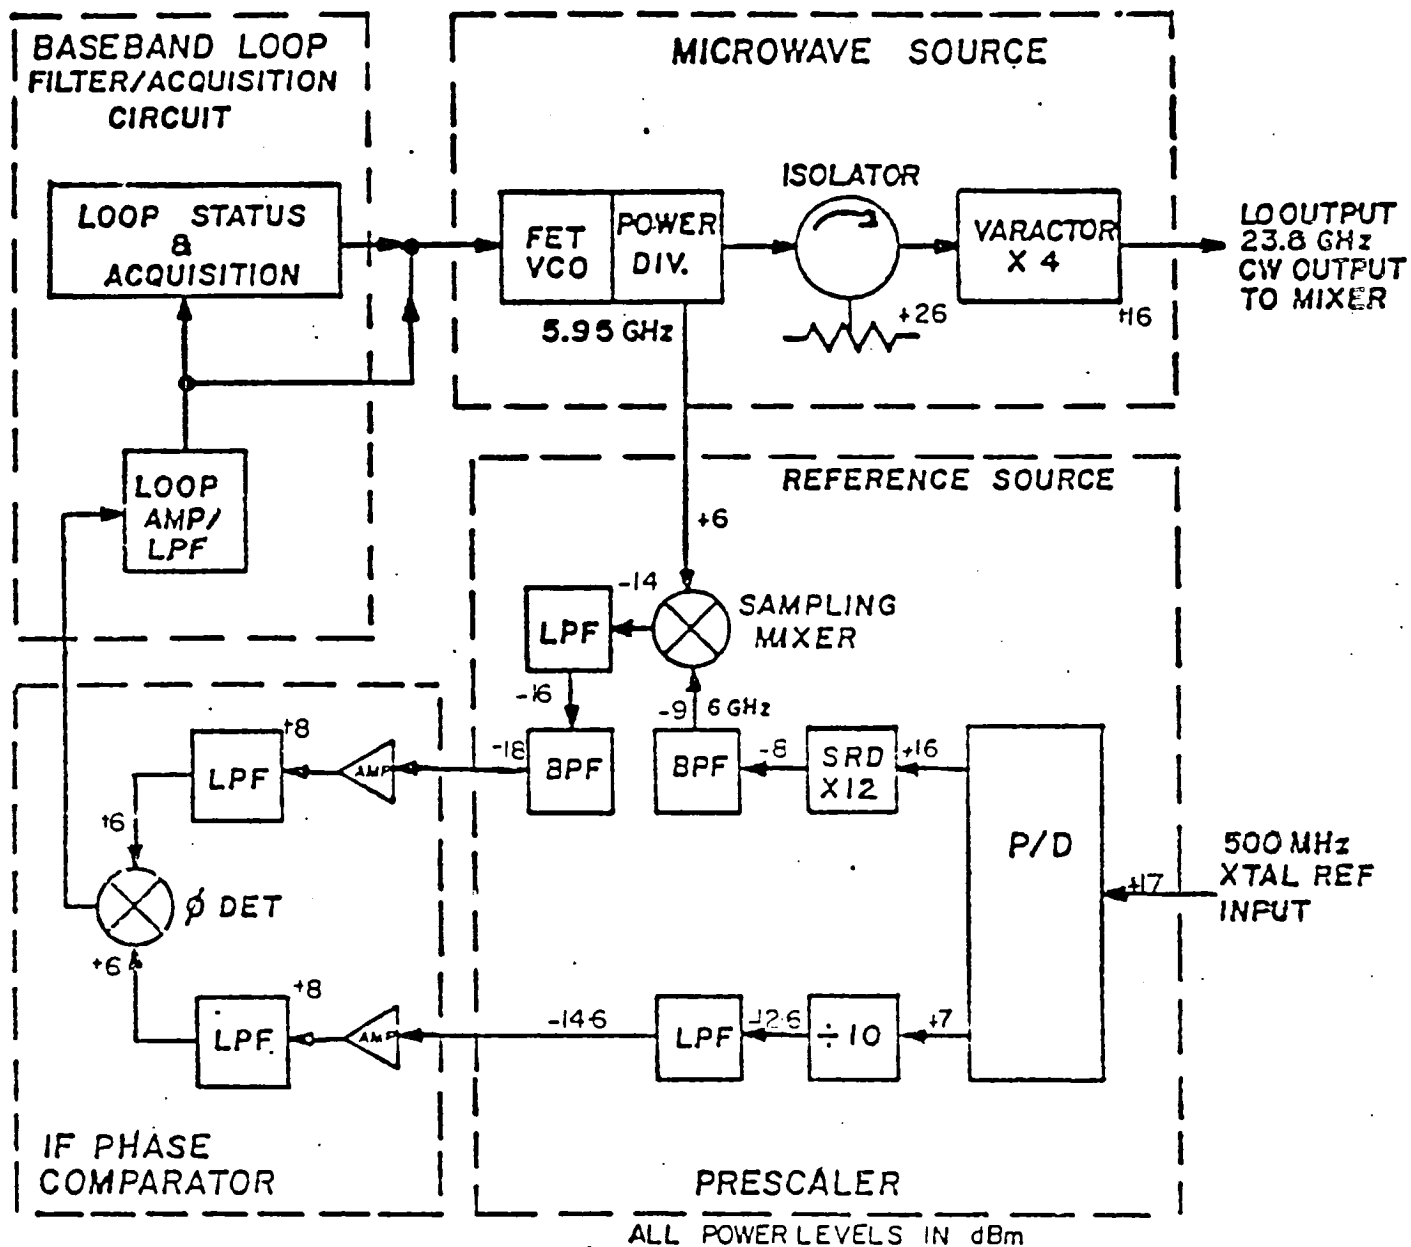 BASEBAND LOOP
FILTER/ACQUISITION
CIRCUIT
LOOP STATUS
&
ACQUISITION
LOOP
AMP/
LPF
MICROWAVE SOURCE
FET
VCO
POWER
DIV.
5.95 GHz
ISOLATOR
+26
VARACTOR
X 4
+16
LO OUTPUT
23.8 GHz
CW OUTPUT
TO MIXER
REFERENCE SOURCE
+6
-14
LPF
SAMPLING
MIXER
-16
-9
6 GHz
-18
BPF
BPF
-8
SRD
X12
+16
P/D
500 MHz
XTAL REF
INPUT
+17
+8
LPF
AMP
+6
Ø DET
+6
+8
LPF.
AMP
-14.6
LPF
-12.6
÷10
+7
IF PHASE
COMPARATOR
PRESCALER
ALL POWER LEVELS IN dBm